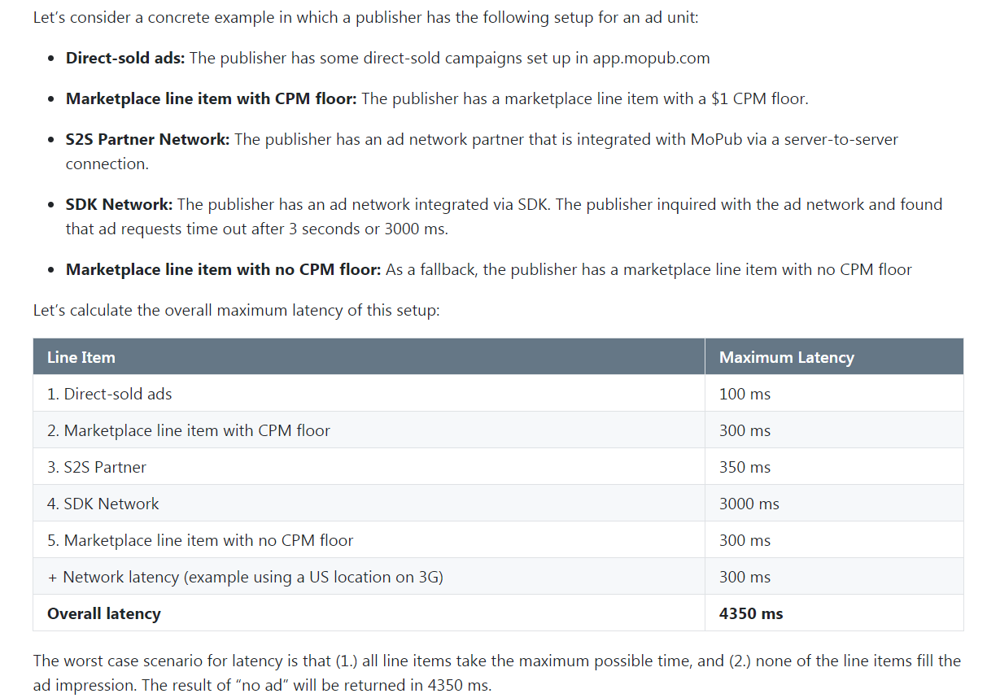 Let’s consider a concrete example in which a publisher has the following setup for an ad unit:
• Direct-sold ads: The publisher has some direct-sold campaigns set up in app.mopub.com
• Marketplace line item with CPM floor: The publisher has a marketplace line item with a $1 CPM floor.
• S2S Partner Network: The publisher has an ad network partner that is integrated with MoPub via a server-to-server
connection.
• SDK Network: The publisher has an ad network integrated via SDK. The publisher inquired with the ad network and found
that ad requests time out after 3 seconds or 3000 ms.
• Marketplace line item with no CPM floor: As a fallback, the publisher has a marketplace line item with no CPM floor
Let’s calculate the overall maximum latency of this setup:
Line Item Maximum Latency
1. Direct-sold ads 100 ms
2. Marketplace line item with CPM floor 300 ms
3. S2S Partner 350 ms
4. SDK Network 3000 ms
5. Marketplace line item with no CPM floor 300 ms
+ Network latency (example using a US location on 3G) 300 ms
Overall latency 4350 ms
The worst case scenario for latency is that (1.) all line items take the maximum possible time, and (2.) none of the line items fill the
ad impression. The result of “no ad” will be returned in 4350 ms.